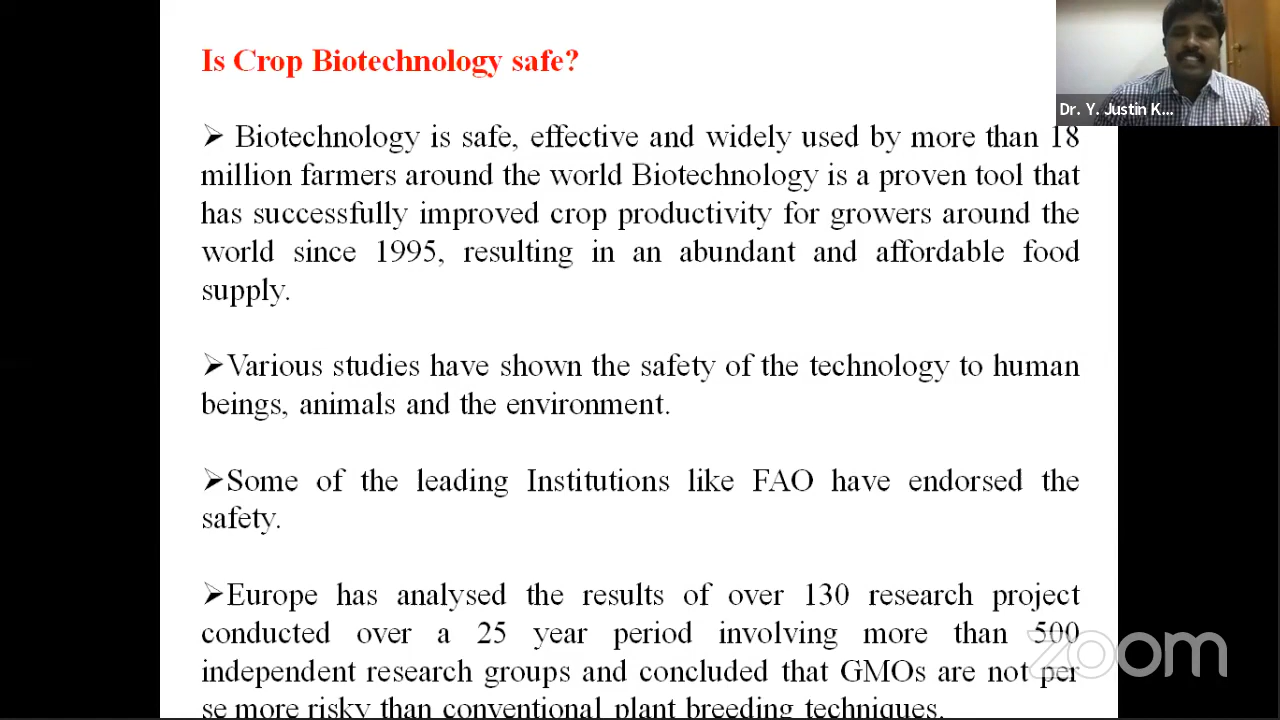 Is Crop Biotechnology safe?
Dr. Y. Justin K...
➢ Biotechnology is safe, effective and widely used by more than 18
million farmers around the world Biotechnology is a proven tool that
has successfully improved crop productivity for growers around the
world since 1995, resulting in an abundant and affordable food
supply.
➢Various studies have shown the safety of the technology to human
beings, animals and the environment.
➢Some of the leading Institutions like FAO have endorsed the
safety.
➢Europe has analysed the results of over 130 research project
conducted over a 25 year period involving more than 500
independent research groups and concluded that GMOs are not per
se more risky than conventional plant breeding techniques.
zoom